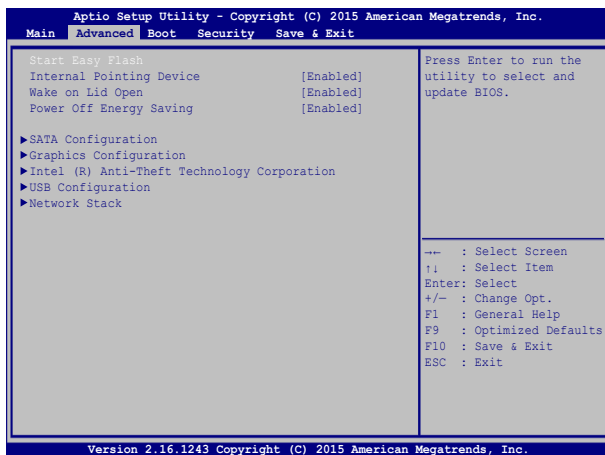 Aptio Setup Utility - Copyright (C) 2015 American Megatrends, Inc.
Main Advanced Boot Security Save & Exit
Start Easy Flash
Internal Pointing Device [Enabled]
Wake on Lid Open [Enabled]
Power Off Energy Saving [Enabled]
▶SATA Configuration
▶Graphics Configuration
▶Intel (R) Anti-Theft Technology Corporation
▶USB Configuration
▶Network Stack
Press Enter to run the
utility to select and
update BIOS.
→← : Select Screen
↑↓ : Select Item
Enter: Select
+/— : Change Opt.
F1 : General Help
F9 : Optimized Defaults
F10 : Save & Exit
ESC : Exit
Version 2.16.1243 Copyright (C) 2015 American Megatrends, Inc.